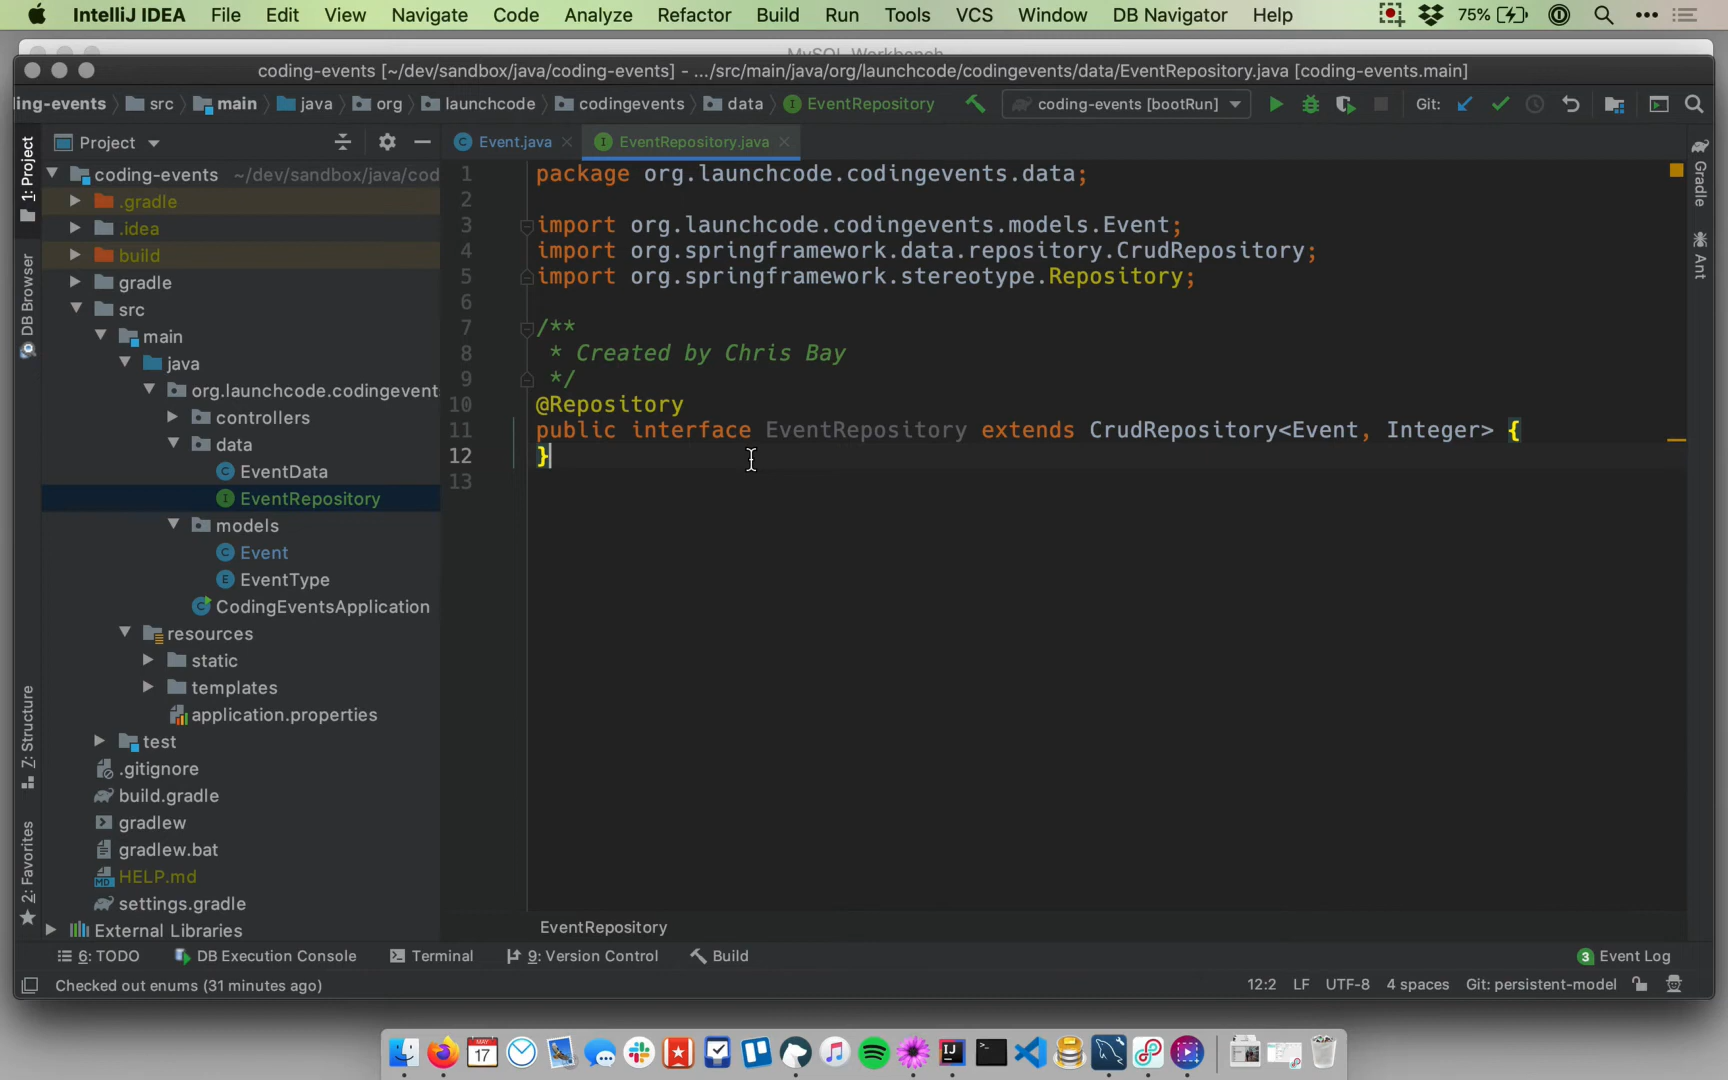 IntelliJ IDEA File Edit View Navigate Code Analyze Refactor Build Run Tools VCS Window DB Navigator Help 75%
MySQL Workbench
coding-events [~/dev/sandbox/java/coding-events] - .../src/main/java/org/launchcode/codingevents/data/EventRepository.java [coding-events.main]
ing-events src main java org launchcode codingevents data EventRepository coding-events [bootRun] Git:
Project
Event.java EventRepository.java
1: Project
DB Browser
7: Structure
2: Favorites
coding-events ~/dev/sandbox/java/cod
.gradle
.idea
build
gradle
src
main
java
org.launchcode.codingevent
controllers
data
EventData
EventRepository
models
Event
EventType
CodingEventsApplication
resources
static
templates
application.properties
test
.gitignore
build.gradle
gradlew
gradlew.bat
HELP.md
settings.gradle
External Libraries
1 package org.launchcode.codingevents.data;
2
3 import org.launchcode.codingevents.models.Event;
4 import org.springframework.data.repository.CrudRepository;
5 import org.springframework.stereotype.Repository;
6
7 /**
8 * Created by Chris Bay
9 */
10 @Repository
11 public interface EventRepository extends CrudRepository<Event, Integer> {
12 }
13
EventRepository
Gradle
Ant
6: TODO DB Execution Console Terminal 9: Version Control Build 3 Event Log
Checked out enums (31 minutes ago) 12:2 LF UTF-8 4 spaces Git: persistent-model
MAY
17
IJ